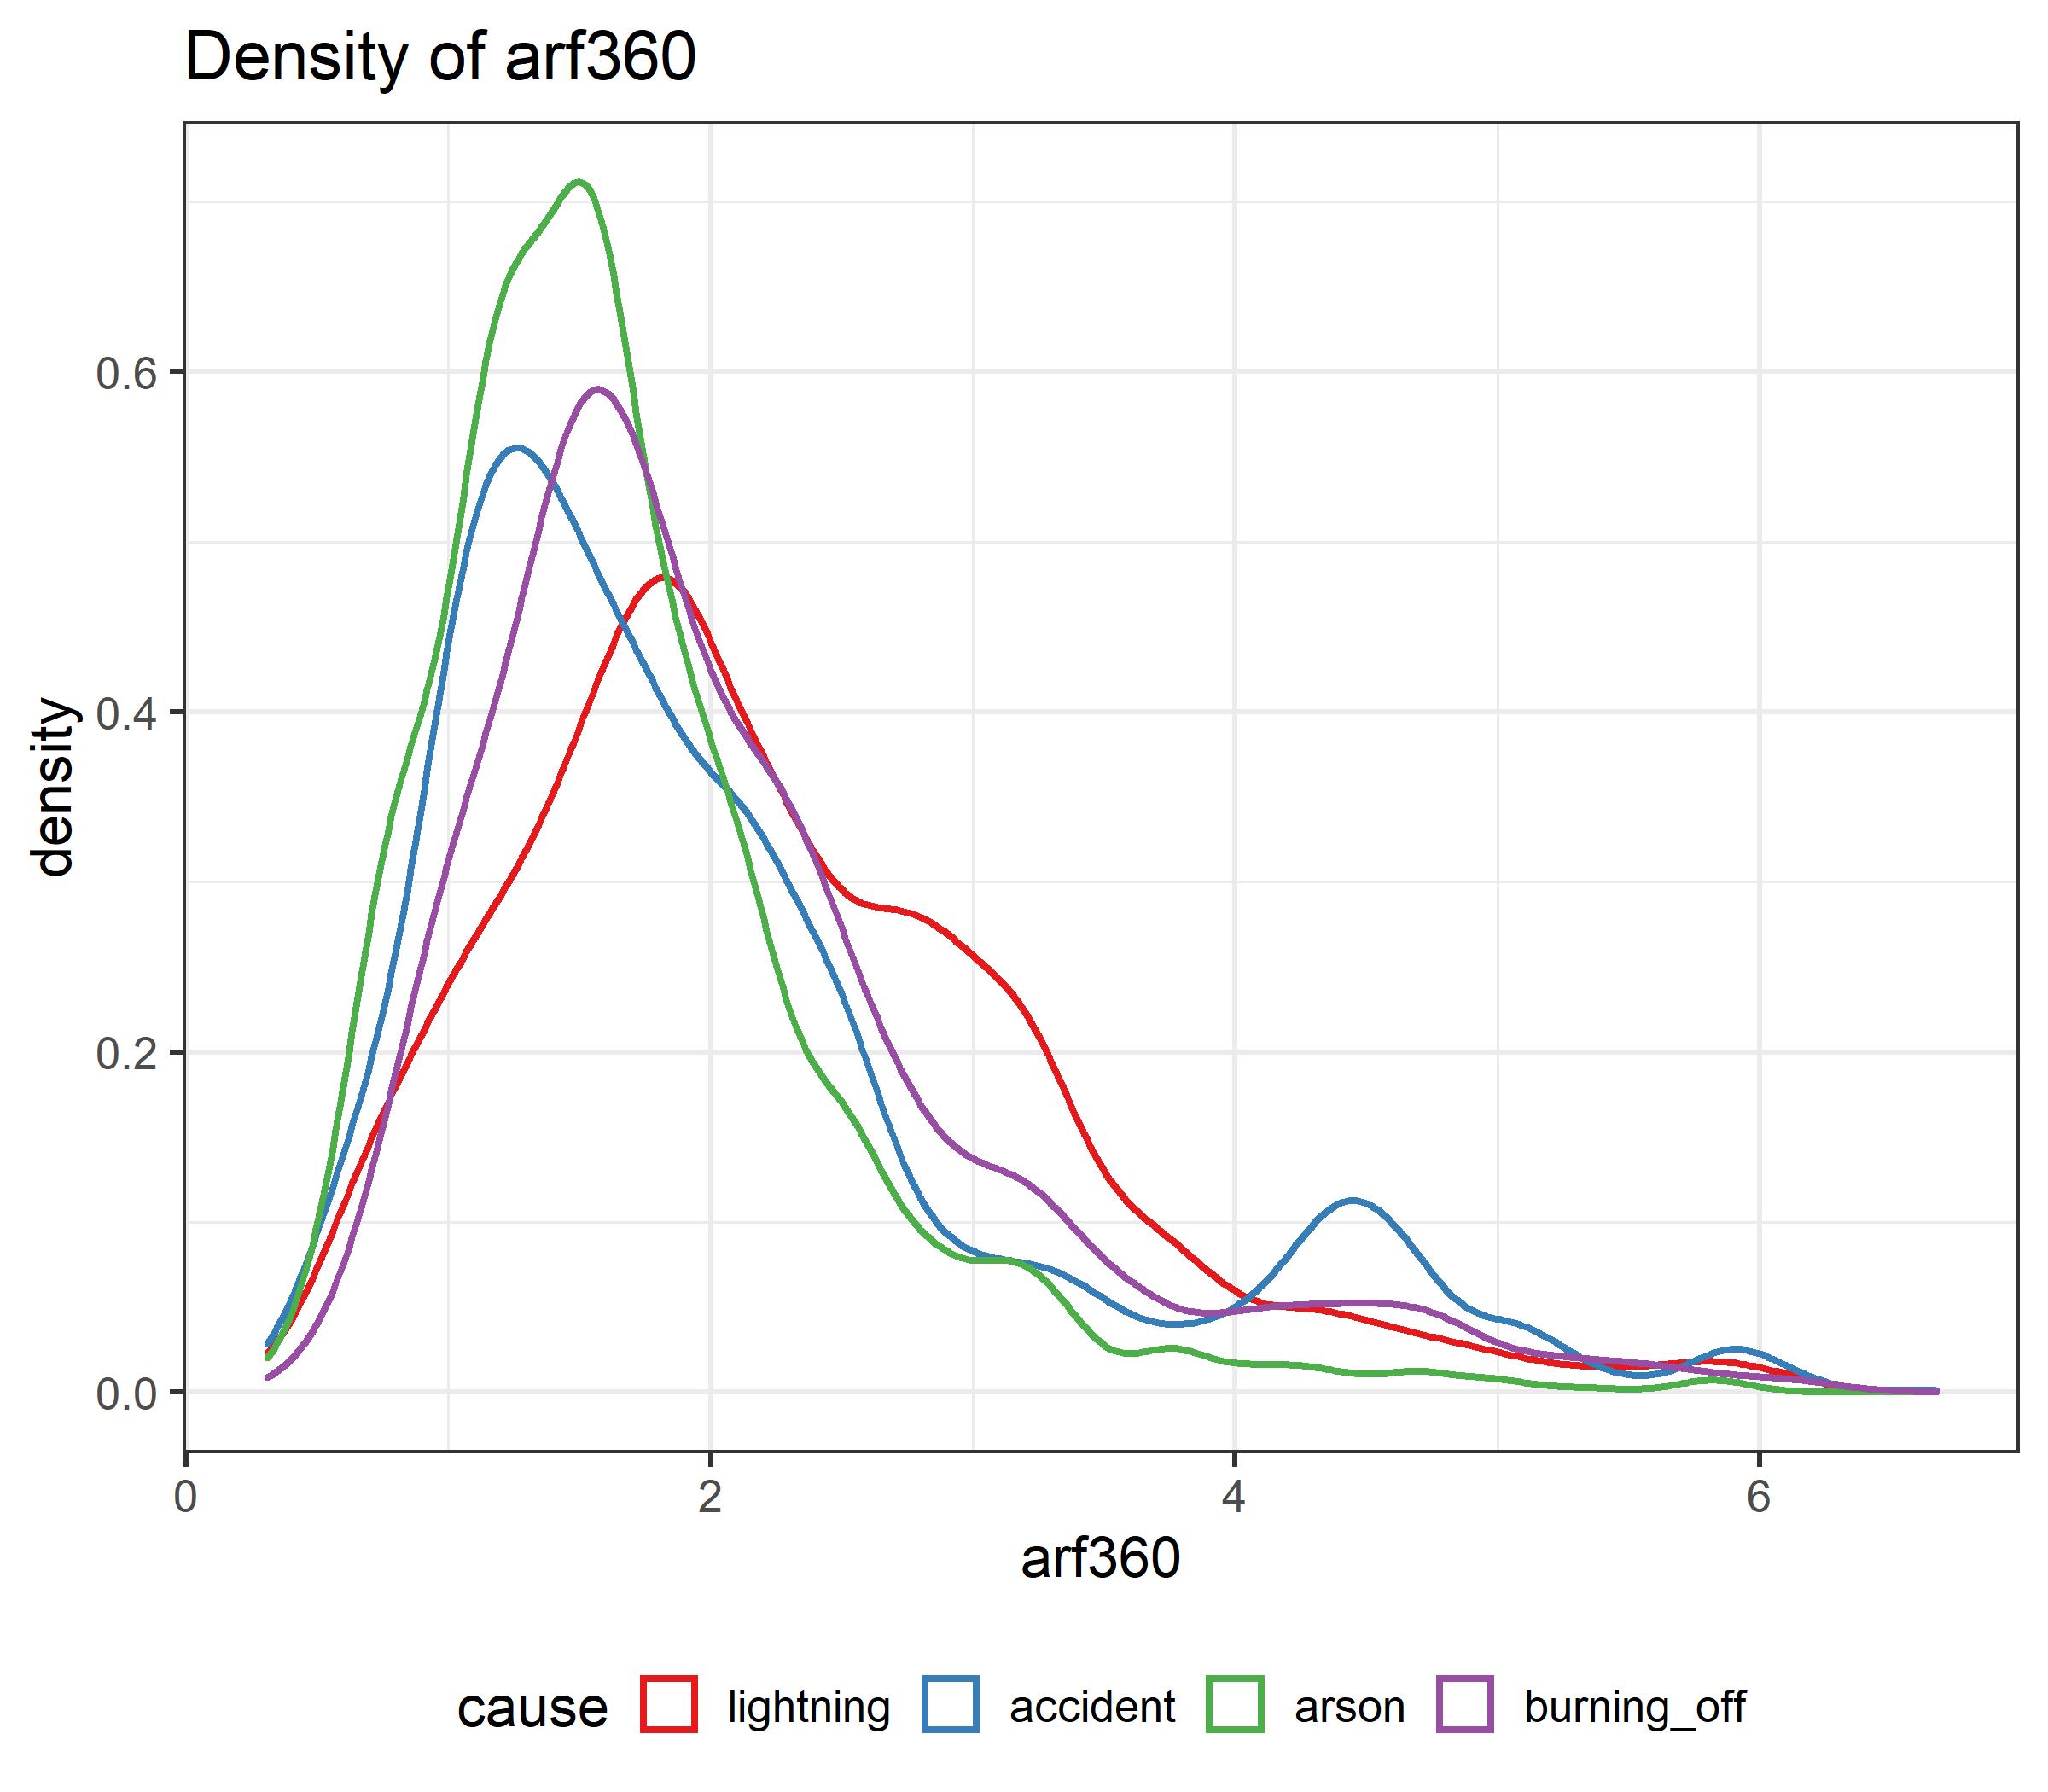 Density of arf360
density
0.6
0.4
0.2
0.0
0 2 4 6
arf360
cause lightning accident arson burning_off